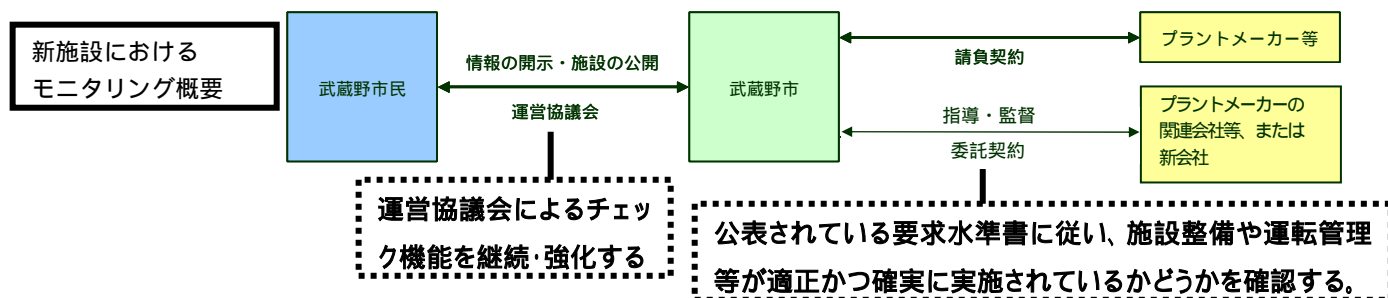 新施設における
モニタリング概要
武蔵野市民
情報の開示・施設の公開
運営協議会
武蔵野市
請負契約
プラントメーカー等
指導・監督
委託契約
プラントメーカーの
関連会社等、または
新会社
運営協議会によるチェッ
ク機能を継続・強化する
公表されている要求水準書に従い、施設整備や運転管理
等が適正かつ確実に実施されているかどうかを確認する。